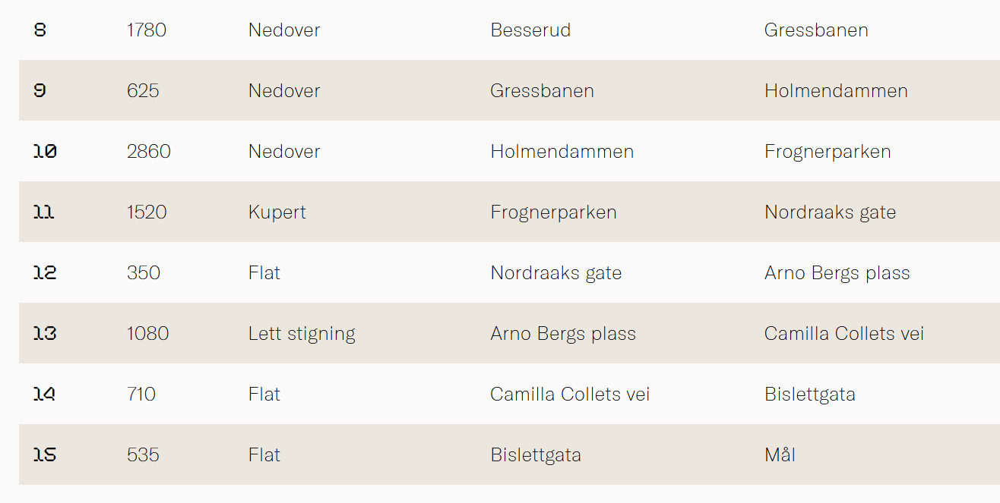 8 1780 Nedover Besserud Gressbanen
9 625 Nedover Gressbanen Holmendammen
10 2860 Nedover Holmendammen Frognerparken
11 1520 Kupert Frognerparken Nordraaks gate
12 350 Flat Nordraaks gate Arno Bergs plass
13 1080 Lett stigning Arno Bergs plass Camilla Collets vei
14 710 Flat Camilla Collets vei Bislettgata
15 535 Flat Bislettgata Mål